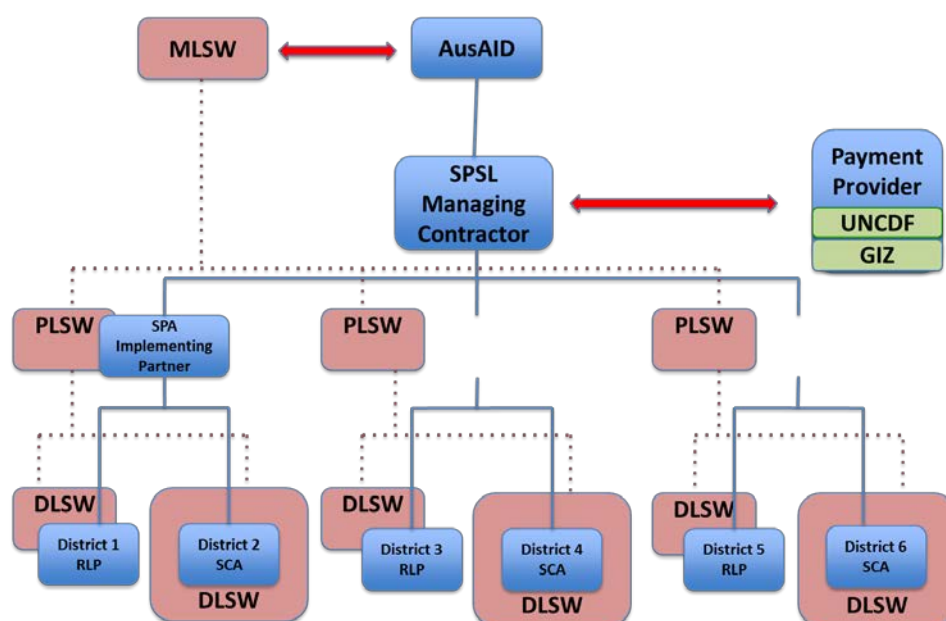 MLSW
AusAID
SPSL
Managing
Contractor
Payment
Provider
UNCDF
GIZ
PLSW
SPA
Implementing
Partner
PLSW
PLSW
DLSW
District 1
RLP
District 2
SCA
DLSW
DLSW
District 3
RLP
District 4
SCA
DLSW
DLSW
District 5
RLP
District 6
SCA
DLSW